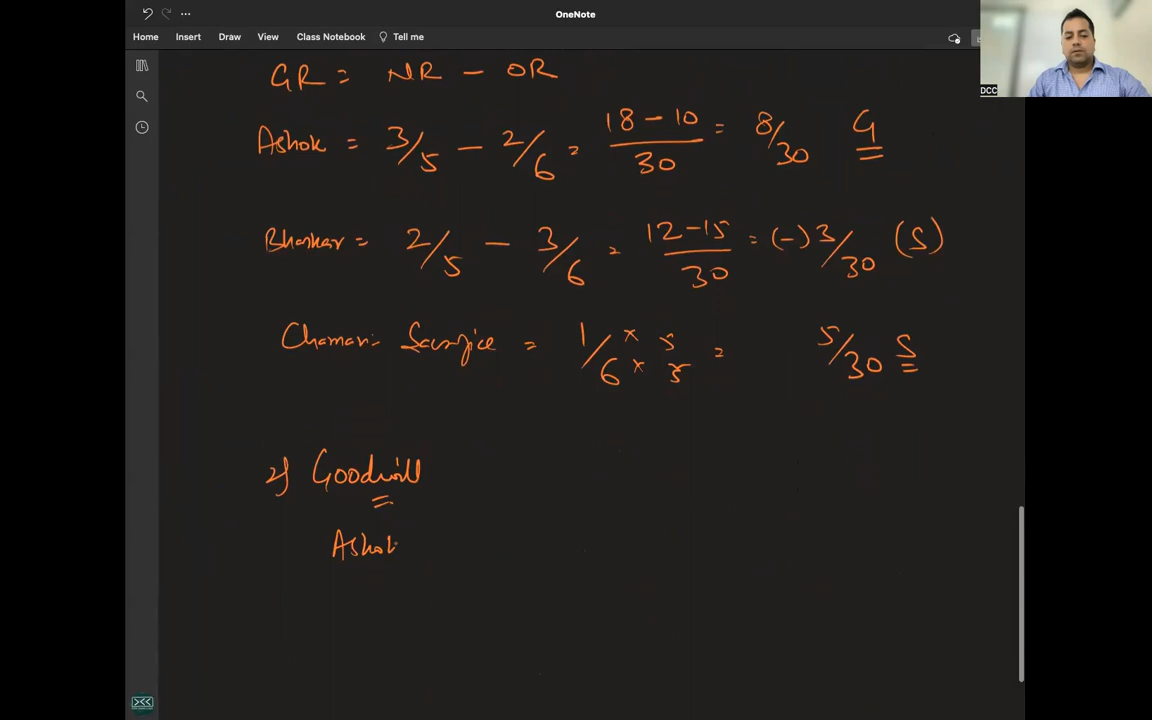 OneNote
Home Insert Draw View Class Notebook Tell me
DCC
GR = NR - OR
Ashok = 3/5 - 2/6 = 18 - 10 / 30 = 8/30 G
Bhaskar = 2/5 - 3/6 = 12 - 15 / 30 = (-) 3/30 (S)
Chaman's Sacrifice = 1/6 × 5 × 5 = 5/30 S
2) Goodwill
Ashok